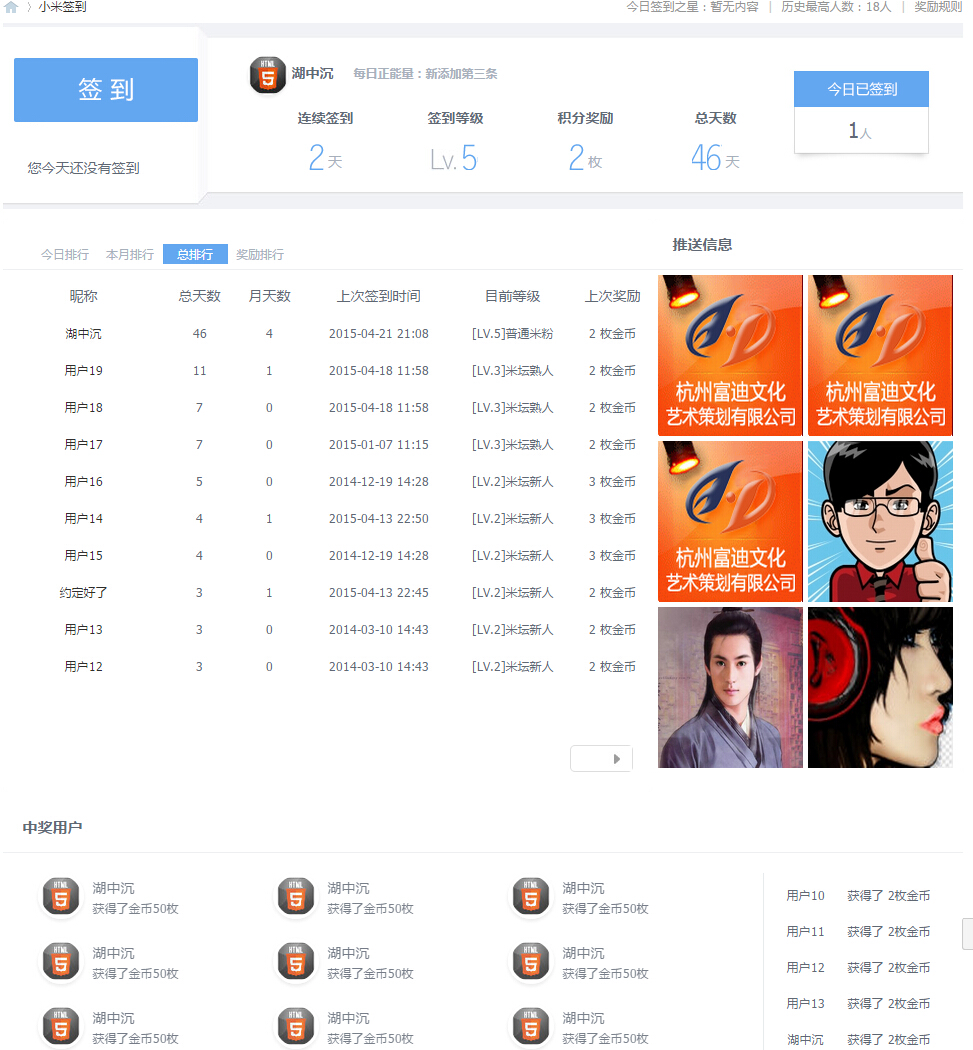 〉小米签到
今日签到之星：暂无内容 | 历史最高人数：18人 | 奖励规则
签 到
您今天还没有签到
湖中沉 每日正能量：新添加第三条
连续签到 签到等级 积分奖励 总天数
2天 Lv.5 2枚 46天
今日已签到
1人
今日排行 本月排行 总排行 奖励排行
昵称 总天数 月天数 上次签到时间 目前等级 上次奖励
湖中沉 46 4 2015-04-21 21:08 [LV.5]普通米粉 2 枚金币
用户19 11 1 2015-04-18 11:58 [LV.3]米坛熟人 2 枚金币
用户18 7 0 2015-04-18 11:58 [LV.3]米坛熟人 2 枚金币
用户17 7 0 2015-01-07 11:15 [LV.3]米坛熟人 2 枚金币
用户16 5 0 2014-12-19 14:28 [LV.2]米坛新人 3 枚金币
用户14 4 1 2015-04-13 22:50 [LV.2]米坛新人 3 枚金币
用户15 4 0 2014-12-19 14:28 [LV.2]米坛新人 3 枚金币
约定好了 3 1 2015-04-13 22:45 [LV.2]米坛新人 2 枚金币
用户13 3 0 2014-03-10 14:43 [LV.2]米坛新人 2 枚金币
用户12 3 0 2014-03-10 14:43 [LV.2]米坛新人 2 枚金币
推送信息
杭州富迪文化
艺术策划有限公司
杭州富迪文化
艺术策划有限公司
杭州富迪文化
艺术策划有限公司
中奖用户
HTML 5 湖中沉
获得了金币50枚
HTML 5 湖中沉
获得了金币50枚
HTML 5 湖中沉
获得了金币50枚
HTML 5 湖中沉
获得了金币50枚
HTML 5 湖中沉
获得了金币50枚
HTML 5 湖中沉
获得了金币50枚
HTML 5 湖中沉
获得了金币50枚
HTML 5 湖中沉
获得了金币50枚
HTML 5 湖中沉
获得了金币50枚
用户10 获得了 2枚金币
用户11 获得了 2枚金币
用户12 获得了 2枚金币
用户13 获得了 2枚金币
湖中沉 获得了 2枚金币